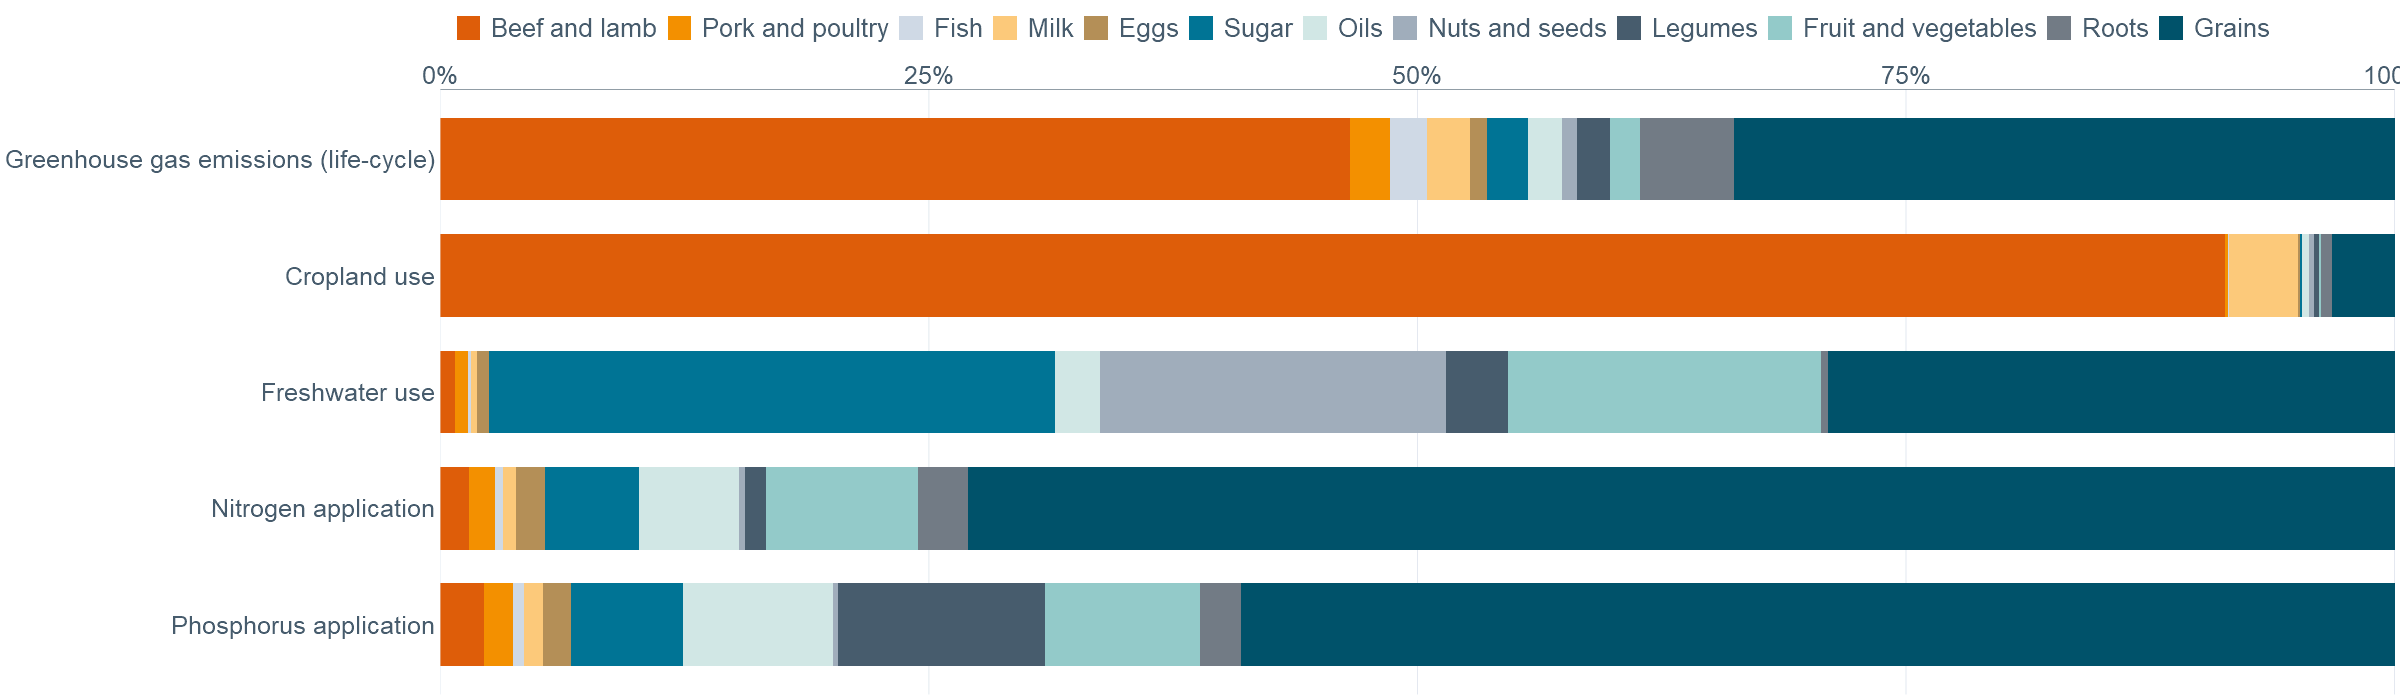 Beef and lamb Pork and poultry Fish Milk Eggs Sugar Oils Nuts and seeds Legumes Fruit and vegetables Roots Grains
0% 25% 50% 75% 100
Greenhouse gas emissions (life-cycle)
Cropland use
Freshwater use
Nitrogen application
Phosphorus application